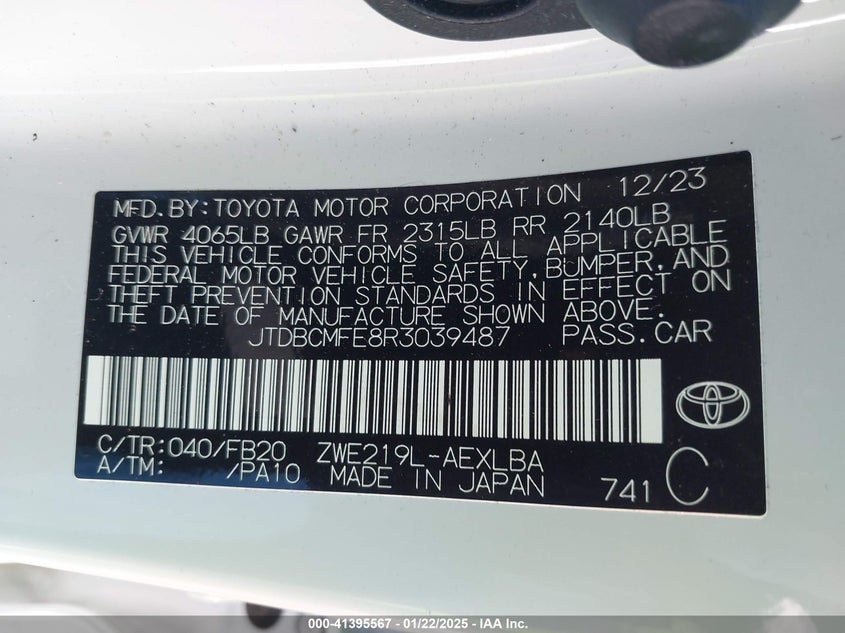 MFD.BY:TOYOTA MOTOR CORPORATION 12/23
GVWR 4065LB GAWR FR 2315LB RR 2140LB
THIS VEHICLE CONFORMS TO ALL APPLICABLE
FEDERAL MOTOR VEHICLE SAFETY,BUMPER,AND
THEFT PREVENTION STANDARDS IN EFFECT ON
THE DATE OF MANUFACTURE SHOWN ABOVE.
JTDBCMFE8R3039487 PASS.CAR
C/TR:040/FB20 ZWE219L-AEXLBA
A/TM: /PA10 MADE IN JAPAN 741 C
000-41395567 | 01/22/2025 - IAA Inc.